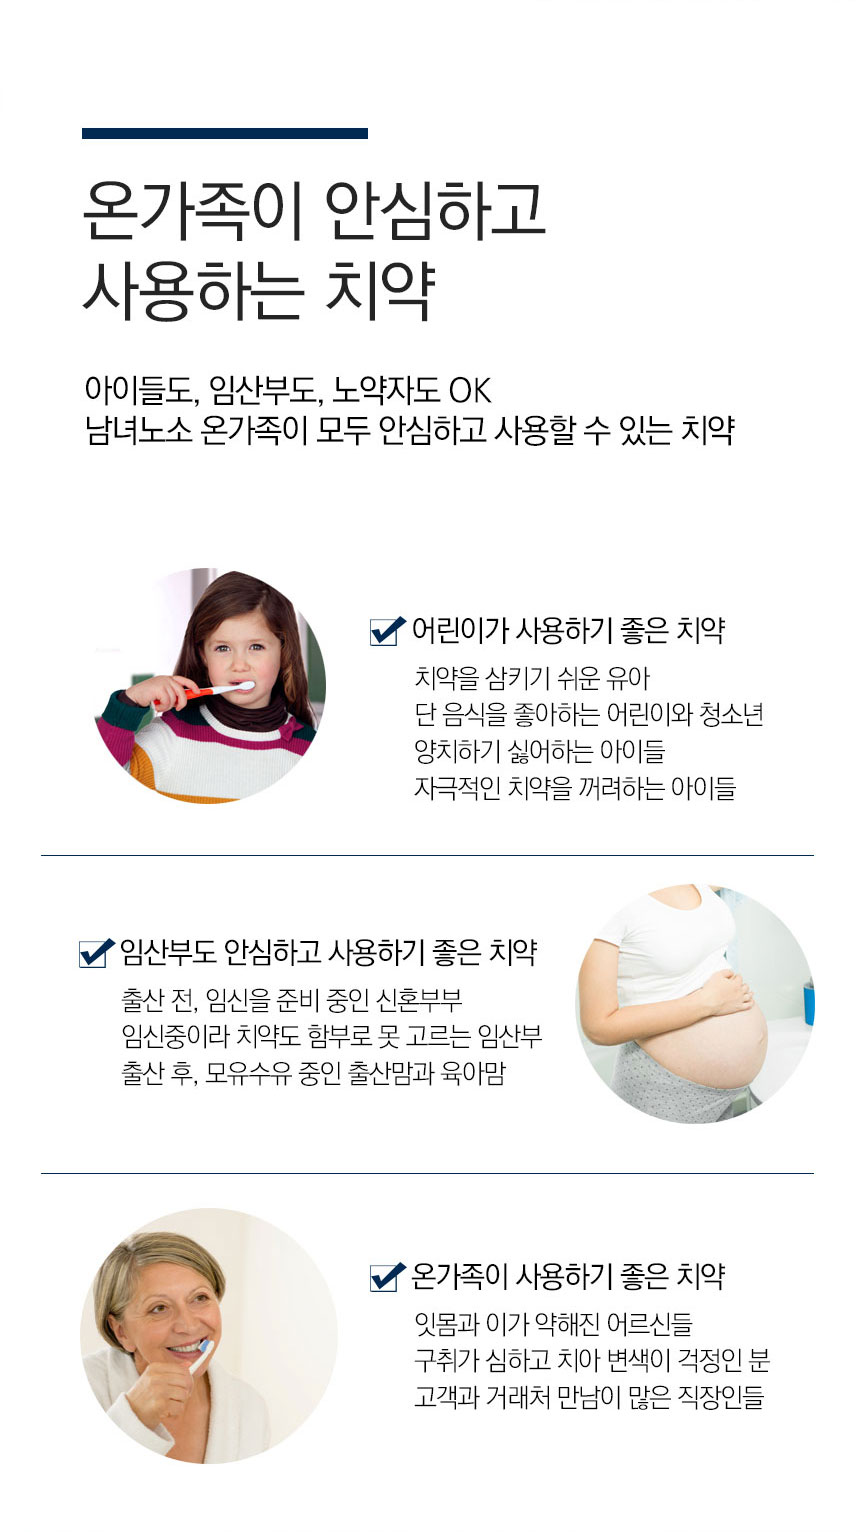 온가족이 안심하고
사용하는 치약
아이들도, 임산부도, 노약자도 OK
남녀노소 온가족이 모두 안심하고 사용할 수 있는 치약
어린이가 사용하기 좋은 치약
치약을 삼키기 쉬운 유아
단 음식을 좋아하는 어린이와 청소년
양치하기 싫어하는 아이들
자극적인 치약을 꺼려하는 아이들
임산부도 안심하고 사용하기 좋은 치약
출산 전, 임신을 준비 중인 신혼부부
임신중이라 치약도 함부로 못 고르는 임산부
출산 후, 모유수유 중인 출산맘과 육아맘
온가족이 사용하기 좋은 치약
잇몸과 이가 약해진 어르신들
구취가 심하고 치아 변색이 걱정인 분
고객과 거래처 만남이 많은 직장인들